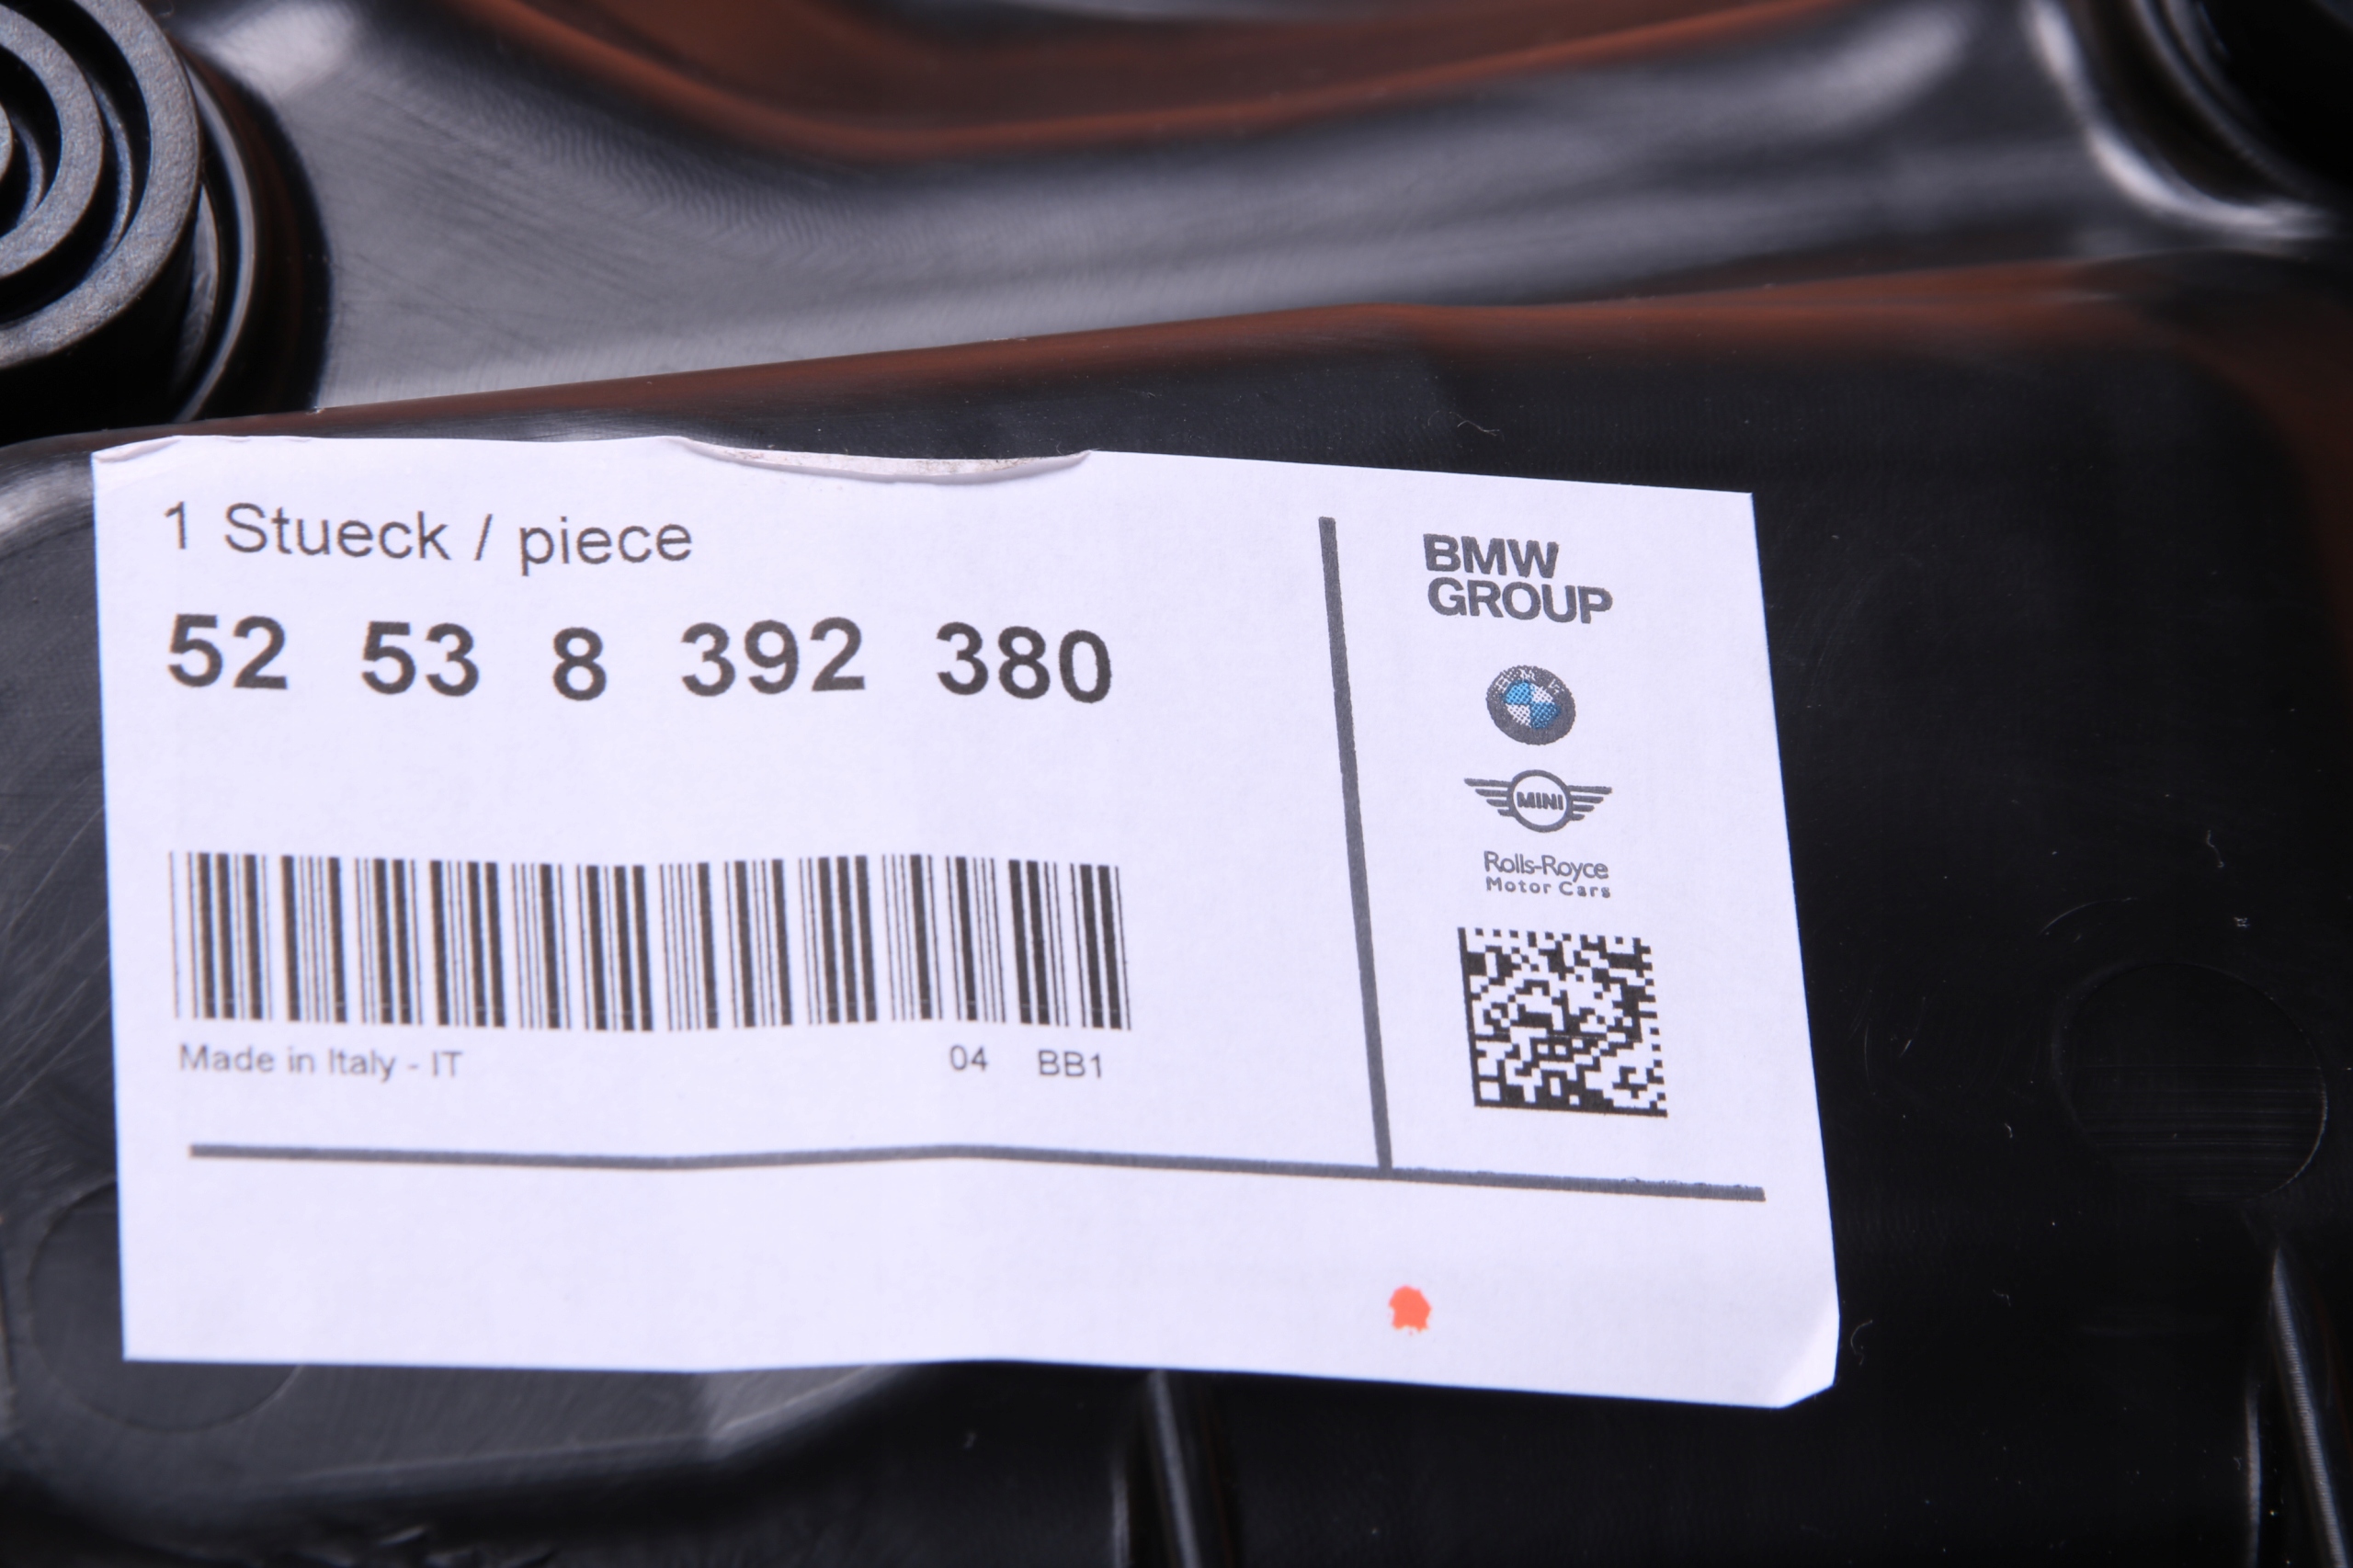 1 Stueck / piece
52 53 8 392 380
Made in Italy - IT
04 BB1
BMW
GROUP
BMW
MINI
Rolls-Royce
Motor Cars